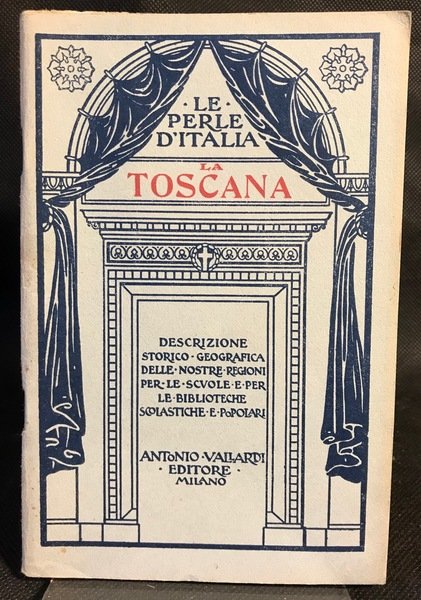 ·LE·
PERLE
D'ITALIA
LA
TOSCANA
DESCRIZIONE
STORICO·GEOGRAFICA
DELLE·NOSTRE·REGIONI
PER·LE·SCVOLE·E·PER
LE·BIBLIOTECHE
SCOLASTICHE·E·POPOLARI
ANTONIO·VALLARDI
·EDITORE·
MILANO